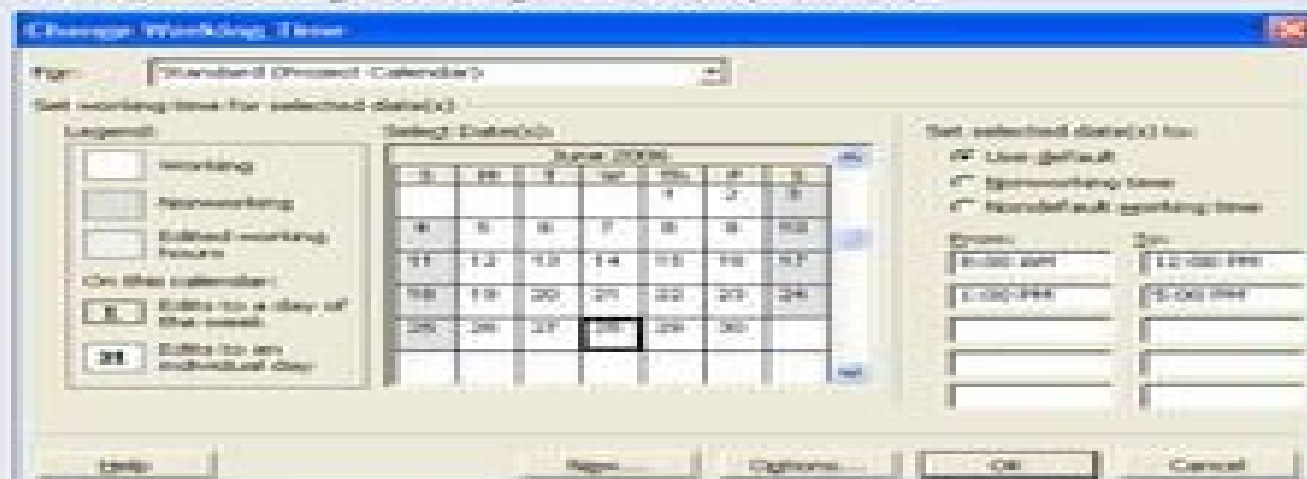 Change Working Time
For: Standard (Project Calendar)
Set working time for selected date(s)
Legend:
Working
Nonworking
Edited working
hours
On this calendar:
Edits to a day of
the week
31 Edits to an
individual day
Select Date(s):
June 2006
S M T W Th F S
1 2 3
4 5 6 7 8 9 10
11 12 13 14 15 16 17
18 19 20 21 22 23 24
25 26 27 28 29 30
Set selected date(s) to:
Use default
Nonworking time
Nondefault working time
From: To:
8:00 AM 12:00 PM
1:00 PM 5:00 PM
Help New... Options... OK Cancel